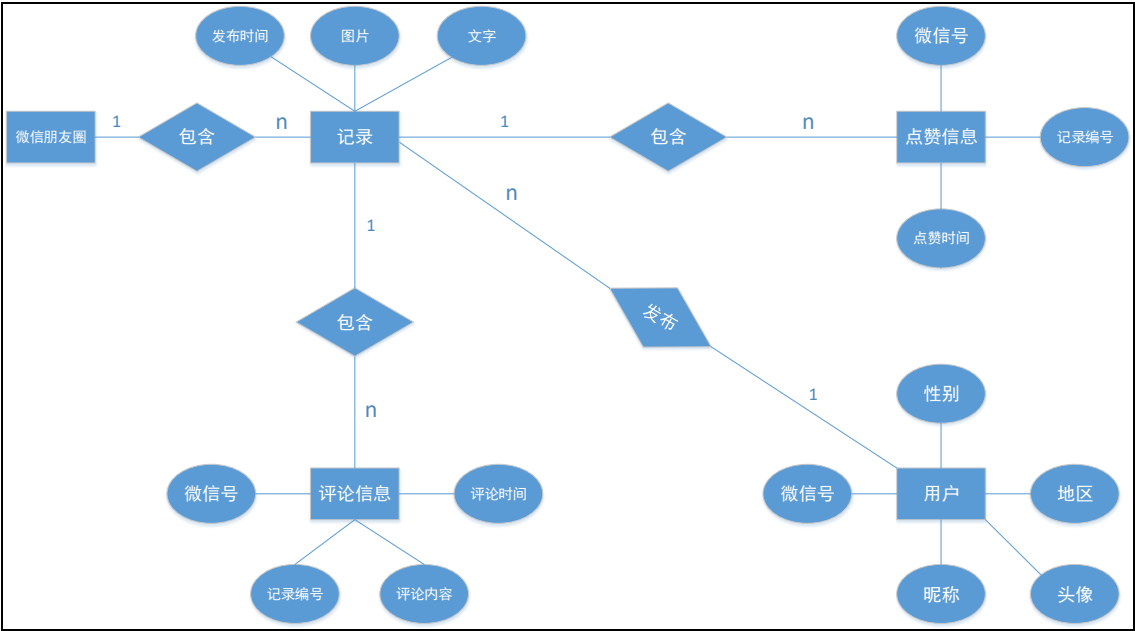 发布时间
图片
文字
微信号
微信朋友圈
1
包含
n
记录
1
包含
n
点赞信息
记录编号
n
1
点赞时间
包含
发布
n
1
性别
微信号
评论信息
评论时间
微信号
用户
地区
记录编号
评论内容
昵称
头像